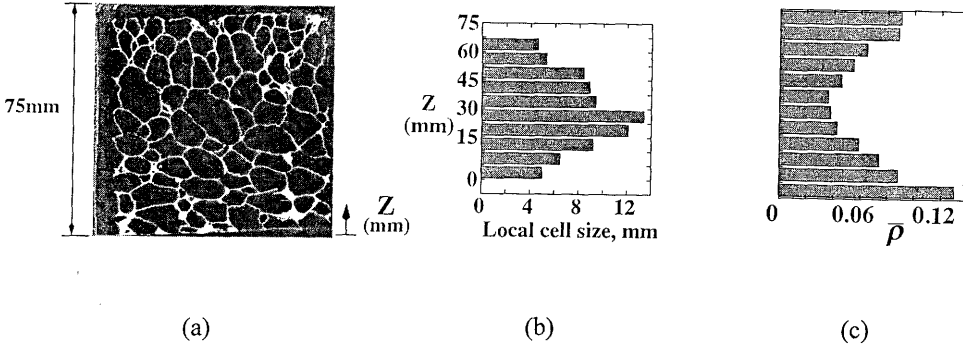 75mm
Z
(mm)
(a)
75
60
45
30
15
0
Z
(mm)
0 4 8 12
Local cell size, mm
(b)
0 0.06 0.12
ρ̅
(c)